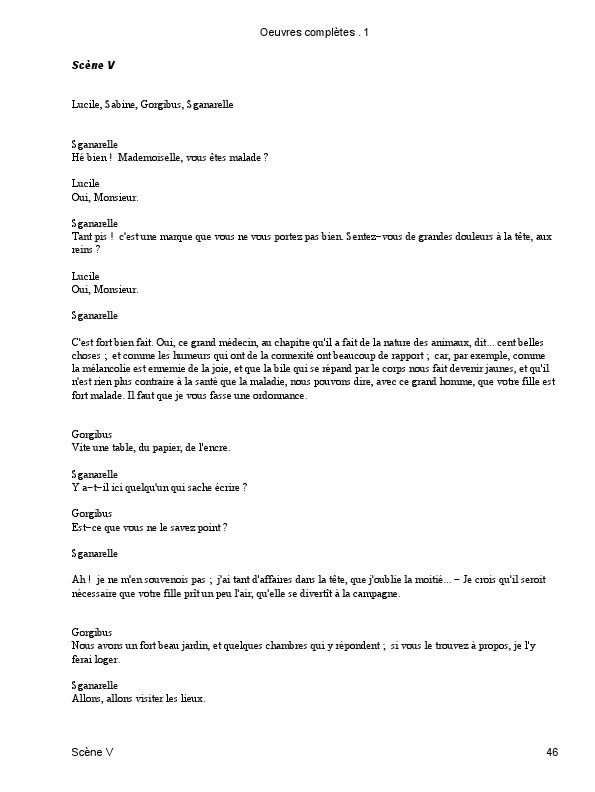 Oeuvres complètes . 1
Scène V
Lucile, Sabine, Gorgibus, Sganarelle
Sganarelle
Hé bien ! Mademoiselle, vous êtes malade ?
Lucile
Oui, Monsieur.
Sganarelle
Tant pis ! c'est une marque que vous ne vous portez pas bien. Sentez−vous de grandes douleurs à la tête, aux
reins ?
Lucile
Oui, Monsieur.
Sganarelle
C'est fort bien fait. Oui, ce grand médecin, au chapitre qu'il a fait de la nature des animaux, dit... cent belles
choses ; et comme les humeurs qui ont de la connexité ont beaucoup de rapport ; car, par exemple, comme
la mélancolie est ennemie de la joie, et que la bile qui se répand par le corps nous fait devenir jaunes, et qu'il
n'est rien plus contraire à la santé que la maladie, nous pouvons dire, avec ce grand homme, que votre fille est
fort malade. Il faut que je vous fasse une ordonnance.
Gorgibus
Vite une table, du papier, de l'encre.
Sganarelle
Y a−t−il ici quelqu'un qui sache écrire ?
Gorgibus
Est−ce que vous ne le savez point ?
Sganarelle
Ah ! je ne m'en souvenois pas ; j'ai tant d'affaires dans la tête, que j'oublie la moitié... − Je crois qu'il seroit
nécessaire que votre fille prît un peu l'air, qu'elle se divertît à la campagne.
Gorgibus
Nous avons un fort beau jardin, et quelques chambres qui y répondent ; si vous le trouvez à propos, je l'y
ferai loger.
Sganarelle
Allons, allons visiter les lieux.
Scène V 46